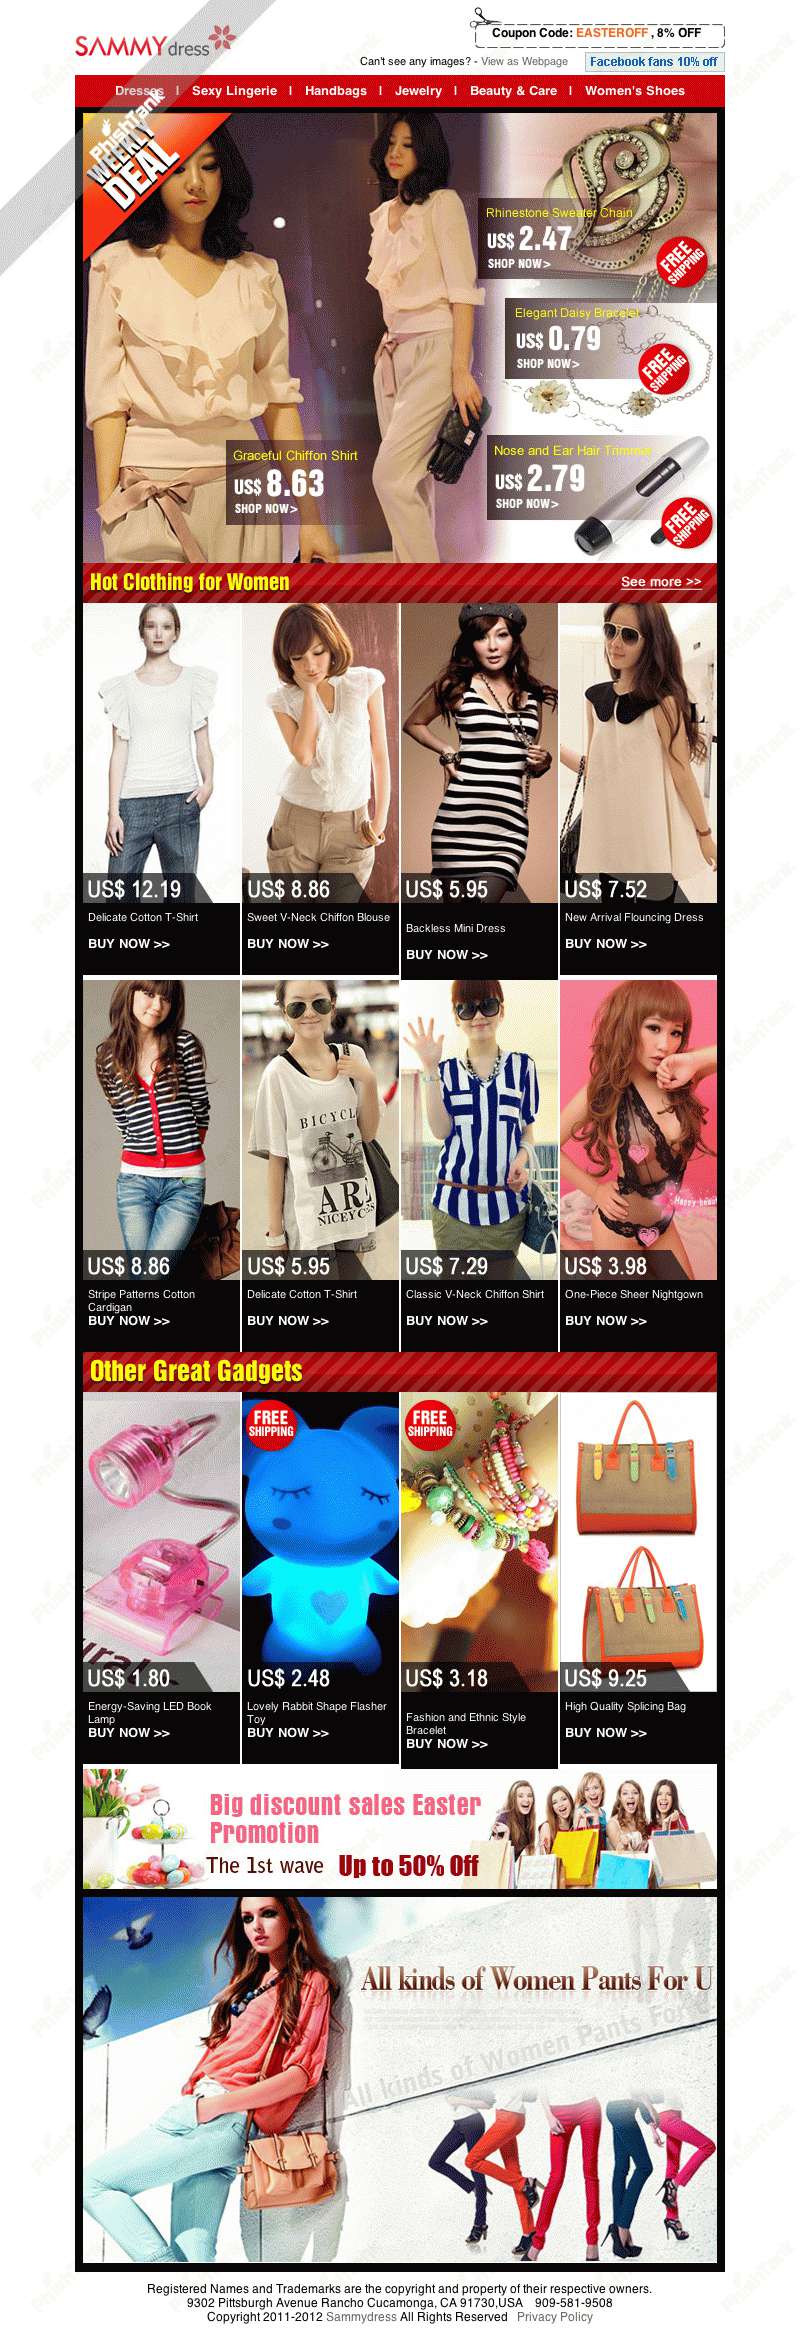 SAMMYdress
Coupon Code: EASTEROFF , 8% OFF
Can't see any images? - View as Webpage
Facebook fans 10% off
Dresses | Sexy Lingerie | Handbags | Jewelry | Beauty & Care | Women's Shoes
PhishTank
WEEKLY
DEAL
Rhinestone Sweater Chain
US$ 2.47
SHOP NOW>
FREE
SHIPPING
Elegant Daisy Bracelet
US$ 0.79
SHOP NOW>
FREE
SHIPPING
Graceful Chiffon Shirt
US$ 8.63
SHOP NOW>
Nose and Ear Hair Trimmer
US$ 2.79
SHOP NOW>
FREE
SHIPPING
Hot Clothing for Women
See more >>
US$ 12.19
US$ 8.86
US$ 5.95
US$ 7.52
Delicate Cotton T-Shirt
BUY NOW >>
Sweet V-Neck Chiffon Blouse
BUY NOW >>
Backless Mini Dress
BUY NOW >>
New Arrival Flouncing Dress
BUY NOW >>
BICYCL
AR
NICEYC
Happy beaut
US$ 8.86
US$ 5.95
US$ 7.29
US$ 3.98
Stripe Patterns Cotton
Cardigan
BUY NOW >>
Delicate Cotton T-Shirt
BUY NOW >>
Classic V-Neck Chiffon Shirt
BUY NOW >>
One-Piece Sheer Nightgown
BUY NOW >>
Other Great Gadgets
FREE
SHIPPING
FREE
SHIPPING
US$ 1.80
US$ 2.48
US$ 3.18
US$ 9.25
Energy-Saving LED Book
Lamp
BUY NOW >>
Lovely Rabbit Shape Flasher
Toy
BUY NOW >>
Fashion and Ethnic Style
Bracelet
BUY NOW >>
High Quality Splicing Bag
BUY NOW >>
Big discount sales Easter
Promotion
The 1st wave Up to 50% Off
All kinds of Women Pants For U
All kinds of Women Pants For U
Registered Names and Trademarks are the copyright and property of their respective owners.
9302 Pittsburgh Avenue Rancho Cucamonga, CA 91730,USA 909-581-9508
Copyright 2011-2012 Sammydress All Rights Reserved Privacy Policy